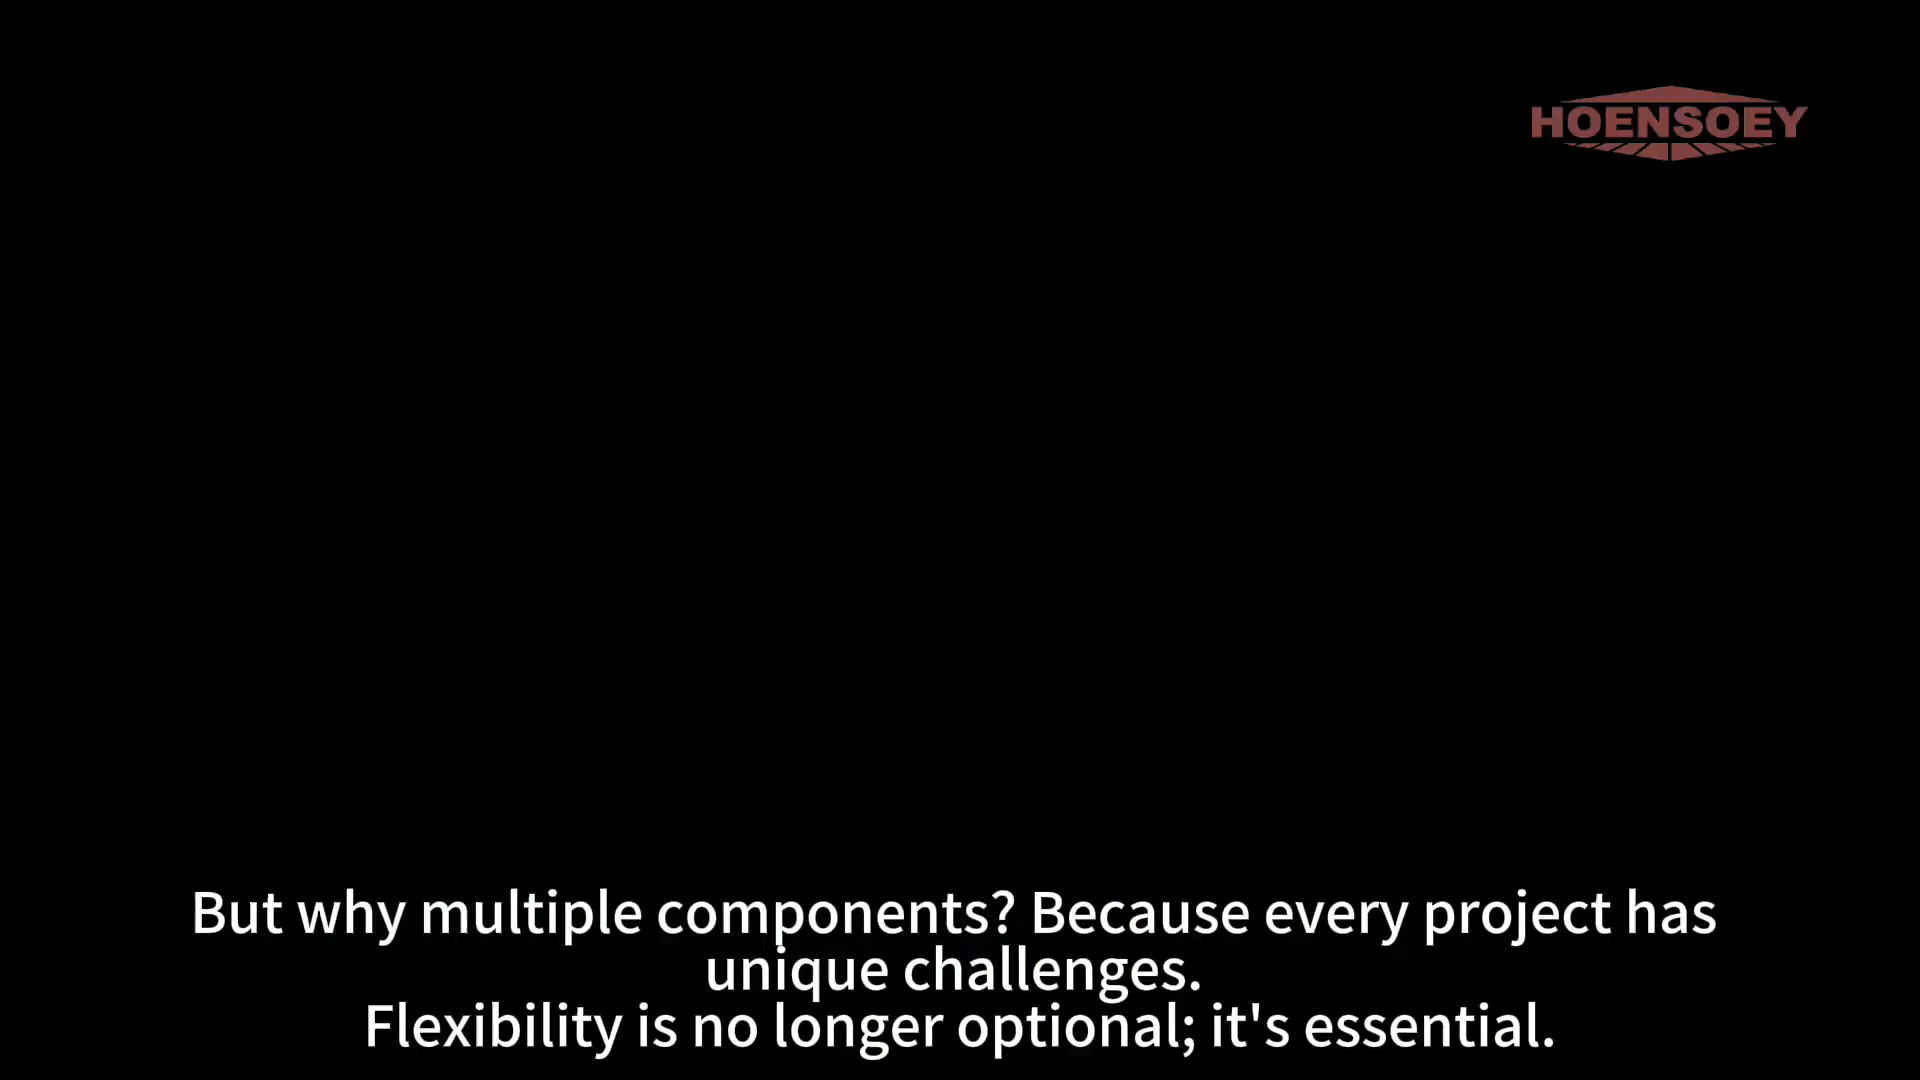 HOENSOEY
But why multiple components? Because every project has
unique challenges.
Flexibility is no longer optional; it's essential.